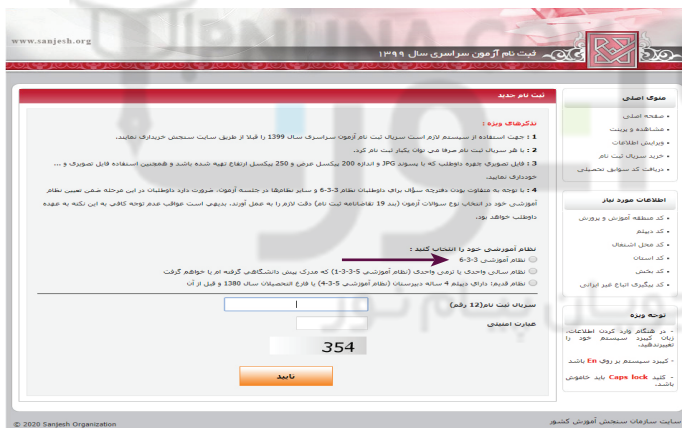 www.sanjesh.org
ثبت نام آزمون سراسری سال ۱۳۹۹
منوی اصلی
صفحه اصلی
مشاهده و پرینت
ویرایش اطلاعات
خرید سریال ثبت نام
دریافت کد سوابق تحصیلی
اطلاعات مورد نیاز
کد منطقه آموزش و پرورش
کد دیپلم
کد محل اشتغال
کد استان
کد بخش
کد پیگیری اتباع غیر ایرانی
توجه ویژه
- در هنگام وارد کردن اطلاعات،
زبان کیبرد سیستم خود را
تغییرندهید.
- کیبرد سیستم بر روی En باشد
- کلید Caps lock باید خاموش
باشد.
ثبت نام جدید
تذکرهای ویژه :
1 : جهت استفاده از سیستم لازم است سریال ثبت نام آزمون سراسری سال 1399 را قبلا از طریق سایت سنجش خریداری نمایند.
2 : با هر سریال ثبت نام صرفا می توان یکبار ثبت نام کرد.
3 : فایل تصویری چهره داوطلب که با پسوند JPG و اندازه 200 پیکسل عرض و 250 پیکسل ارتفاع تهیه شده باشد و همچنین استفاده فایل تصویری و ...
خودداری نمایید.
4 : با توجه به متفاوت بودن دفترچه سؤال برای داوطلبان نظام 3-3-6 و سایر نظامها در جلسه آزمون، ضرورت دارد داوطلبان در این مرحله ضمن تعیین نظام
آموزشی خود در انتخاب نوع سوالات آزمون (بند 19 تقاضانامه ثبت نام) دقت لازم را به عمل آورند. بدیهی است عواقب عدم توجه کافی به این نکته به عهده
داوطلب خواهد بود.
نظام آموزشی خود را انتخاب کنید :
نظام آموزشی 3-3-6
نظام سالی واحدی یا ترمی واحدی (نظام آموزشی 5-3-3-1) که مدرک پیش دانشگاهی گرفته ام یا خواهم گرفت
نظام قدیم: دارای دیپلم 4 ساله دبیرستان (نظام آموزشی 5-3-4) یا فارغ التحصیلان سال 1380 و قبل از آن
سریال ثبت نام(12 رقم)
عبارت امنیتی
354
تایید
سایت سازمان سنجش آموزش کشور
© 2020 Sanjesh Organization